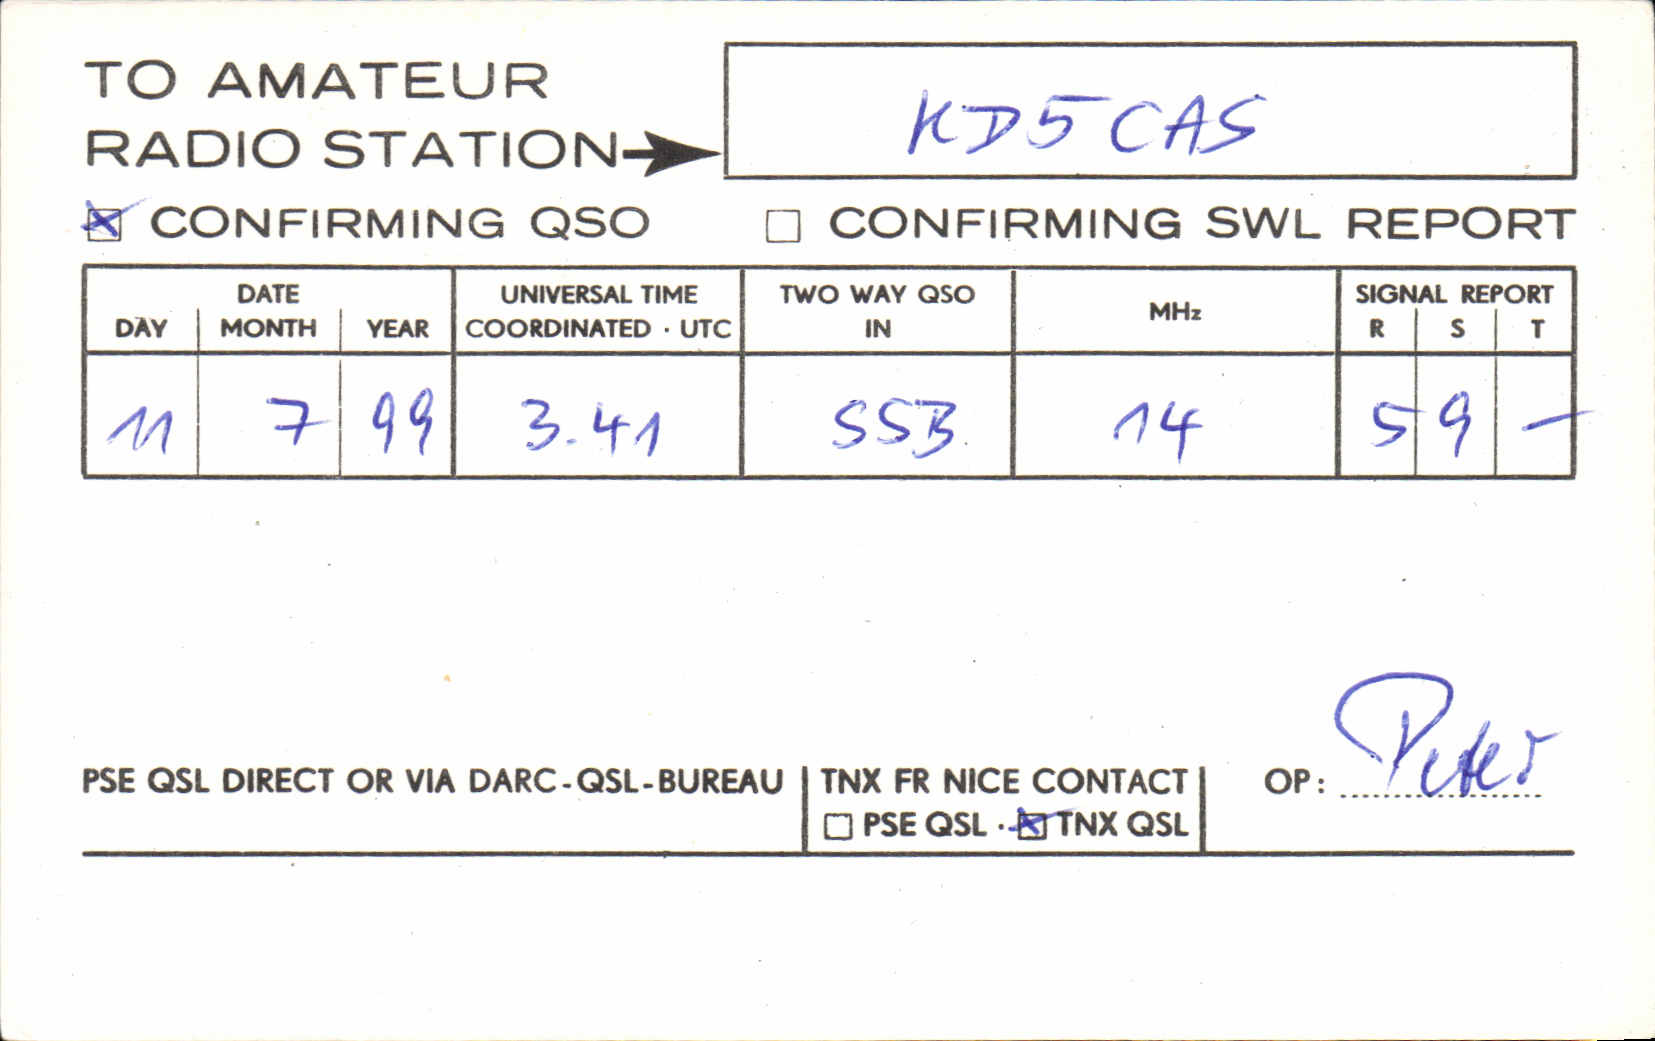 TO AMATEUR
RADIO STATION KD5CAS
☒ CONFIRMING QSO ☐ CONFIRMING SWL REPORT
DATE UNIVERSAL TIME TWO WAY QSO MHz SIGNAL REPORT
DAY MONTH YEAR COORDINATED · UTC IN R S T
11 7 99 3.41 SSB 14 5 9 –
PSE QSL DIRECT OR VIA DARC-QSL-BUREAU TNX FR NICE CONTACT OP: Peter
☐ PSE QSL · ☒ TNX QSL